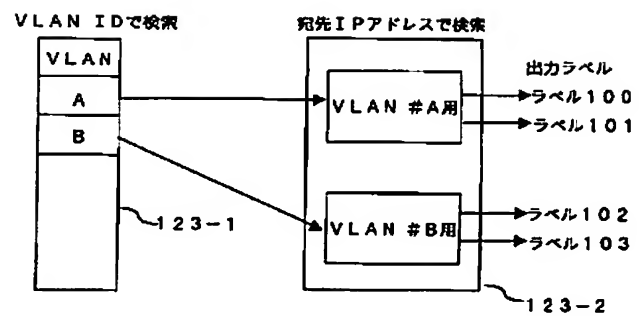 VLAN IDで検索
VLAN
A
B
123-1
宛先IPアドレスで検索
VLAN #A用
VLAN #B用
123-2
出力ラベル
ラベル100
ラベル101
ラベル102
ラベル103